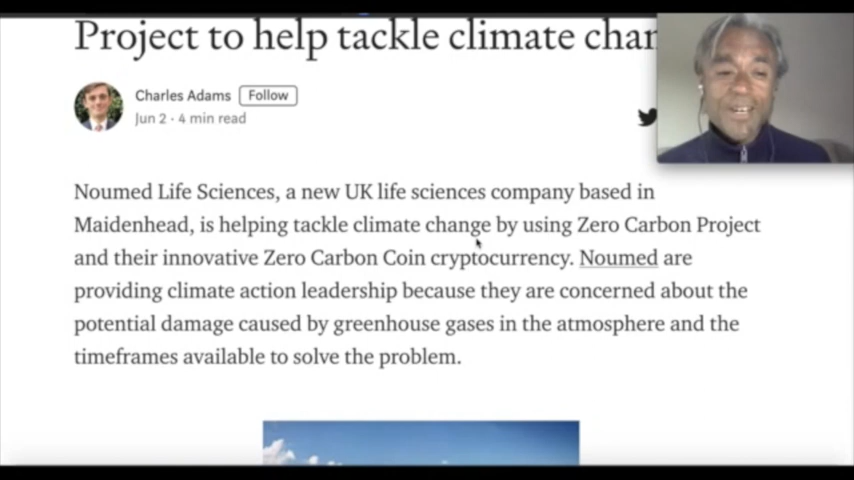 Project to help tackle climate chan
Charles Adams Follow
Jun 2 · 4 min read
Noumed Life Sciences, a new UK life sciences company based in
Maidenhead, is helping tackle climate change by using Zero Carbon Project
and their innovative Zero Carbon Coin cryptocurrency. Noumed are
providing climate action leadership because they are concerned about the
potential damage caused by greenhouse gases in the atmosphere and the
timeframes available to solve the problem.